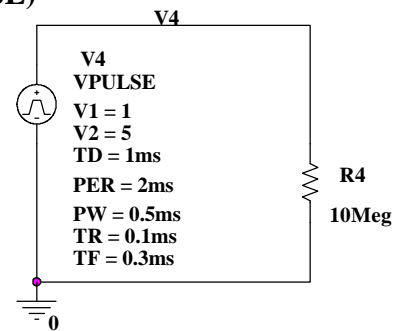 V4
V4
VPULSE
V1 = 1
V2 = 5
TD = 1ms
PER = 2ms
PW = 0.5ms
TR = 0.1ms
TF = 0.3ms
R4
10Meg
0